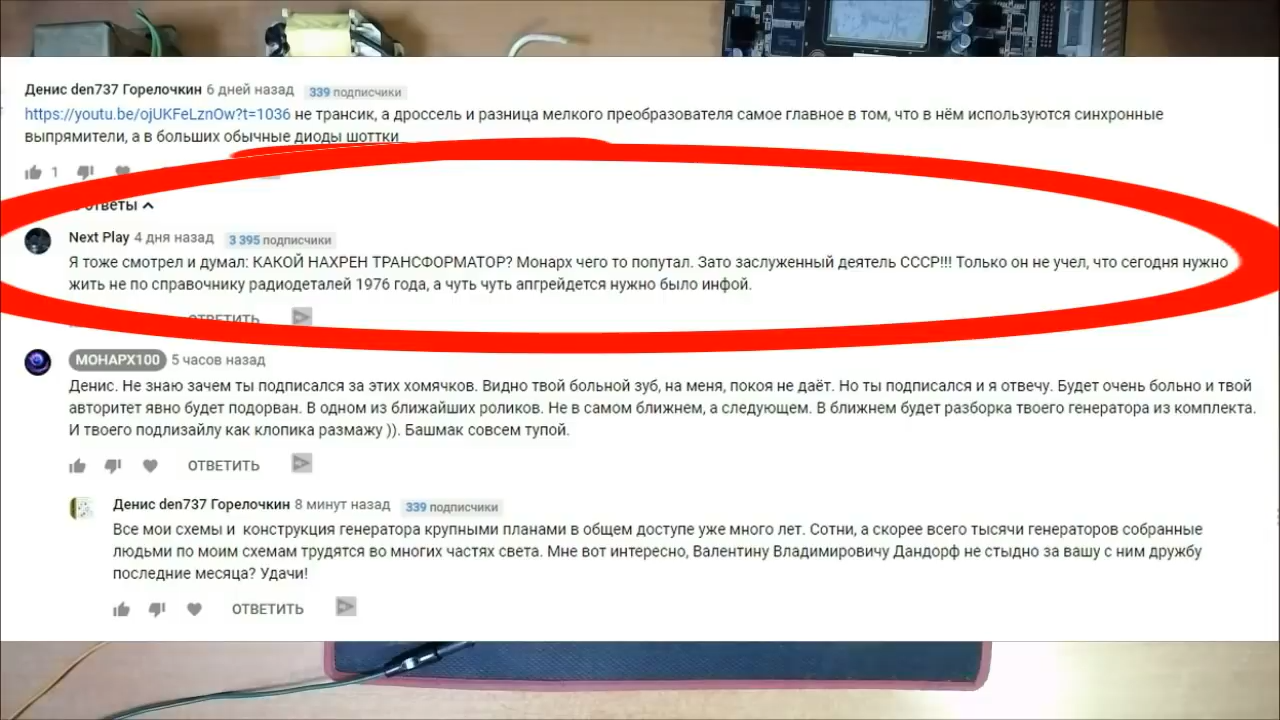 Денис den737 Горелочкин 6 дней назад 339 подписчики
https://youtu.be/ojUKFeLznOw?t=1036 не трансик, а дроссель и разница мелкого преобразователя самое главное в том, что в нём используются синхронные
выпрямители, а в больших обычные диоды шоттки
1
ответы
Next Play 4 дня назад 3 395 подписчики
Я тоже смотрел и думал: КАКОЙ НАХРЕН ТРАНСФОРМАТОР? Монарх чего то попутал. Зато заслуженный деятель СССР!!! Только он не учел, что сегодня нужно
жить не по справочнику радиодеталей 1976 года, а чуть чуть апгрейдется нужно было инфой.
ОТВЕТИТЬ
МОНАРХ100 5 часов назад
Денис. Не знаю зачем ты подписался за этих хомячков. Видно твой больной зуб, на меня, покоя не даёт. Но ты подписался и я отвечу. Будет очень больно и твой
авторитет явно будет подорван. В одном из ближайших роликов. Не в самом ближнем, а следующем. В ближнем будет разборка твоего генератора из комплекта.
И твоего подлизайлу как клопика размажу )). Башмак совсем тупой.
ОТВЕТИТЬ
Денис den737 Горелочкин 8 минут назад 339 подписчики
Все мои схемы и конструкция генератора крупными планами в общем доступе уже много лет. Сотни, а скорее всего тысячи генераторов собранные
людьми по моим схемам трудятся во многих частях света. Мне вот интересно, Валентину Владимировичу Дандорф не стыдно за вашу с ним дружбу
последние месяца? Удачи!
ОТВЕТИТЬ